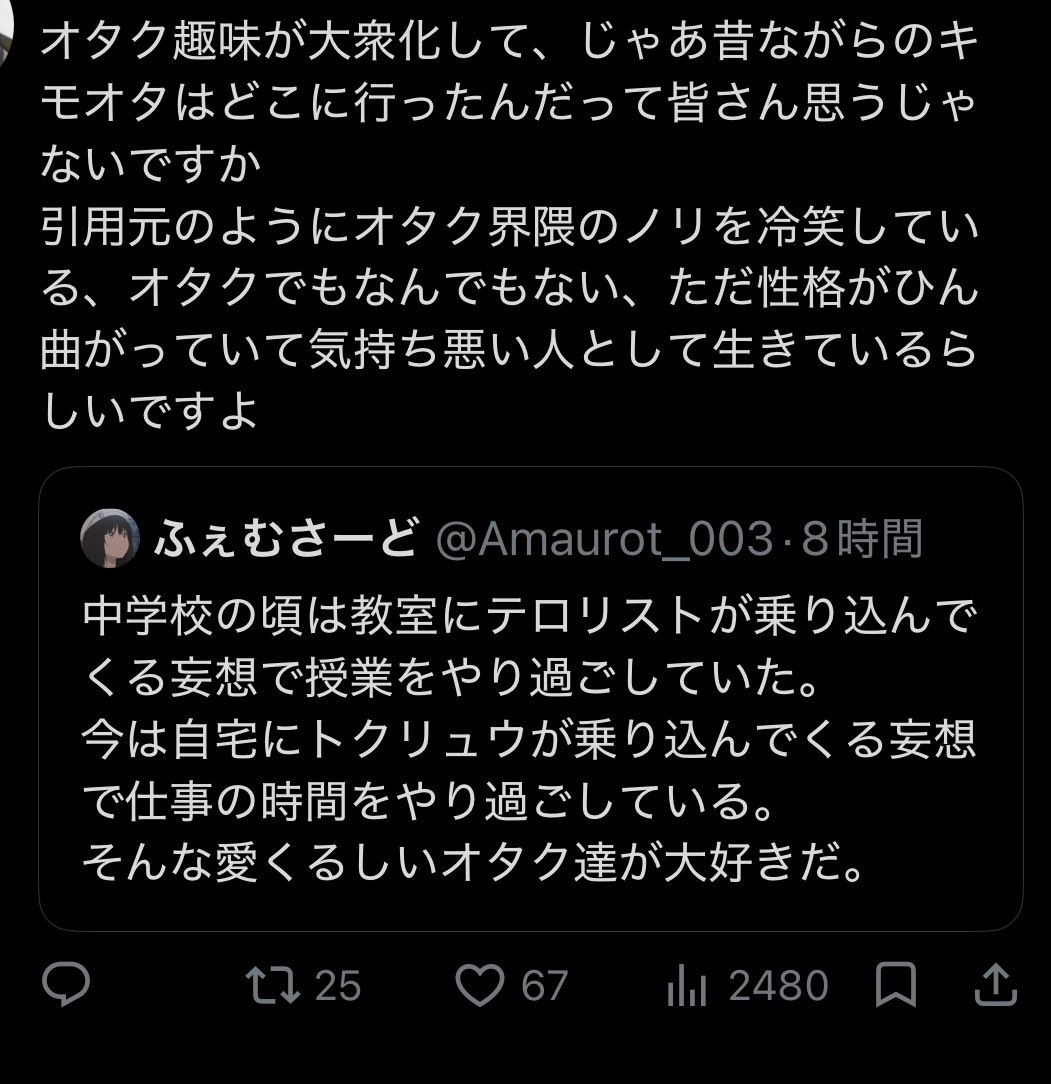 オタク趣味が大衆化して、じゃあ昔ながらのキ
モオタはどこに行ったんだって皆さん思うじゃ
ないですか
引用元のようにオタク界隈のノリを冷笑してい
る、オタクでもなんでもない、ただ性格がひん
曲がっていて気持ち悪い人として生きているら
しいですよ
ふぇむさーど @Amaurot_003·8時間
中学校の頃は教室にテロリストが乗り込んで
くる妄想で授業をやり過ごしていた。
今は自宅にトクリュウが乗り込んでくる妄想
で仕事の時間をやり過ごしている。
そんな愛くるしいオタク達が大好きだ。
25 67 2480